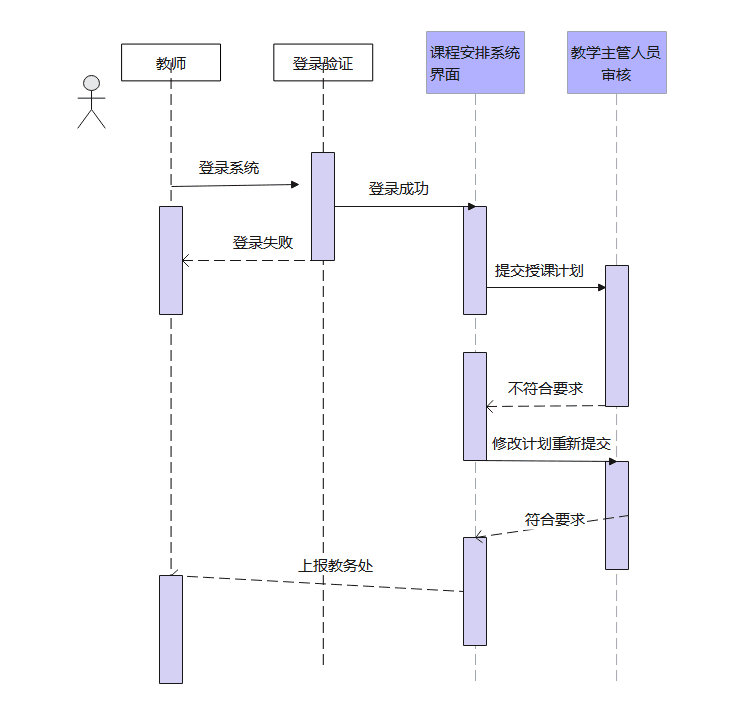 教师
登录验证
课程安排系统
界面
教学主管人员
审核
登录系统
登录成功
登录失败
提交授课计划
不符合要求
修改计划重新提交
符合要求
上报教务处